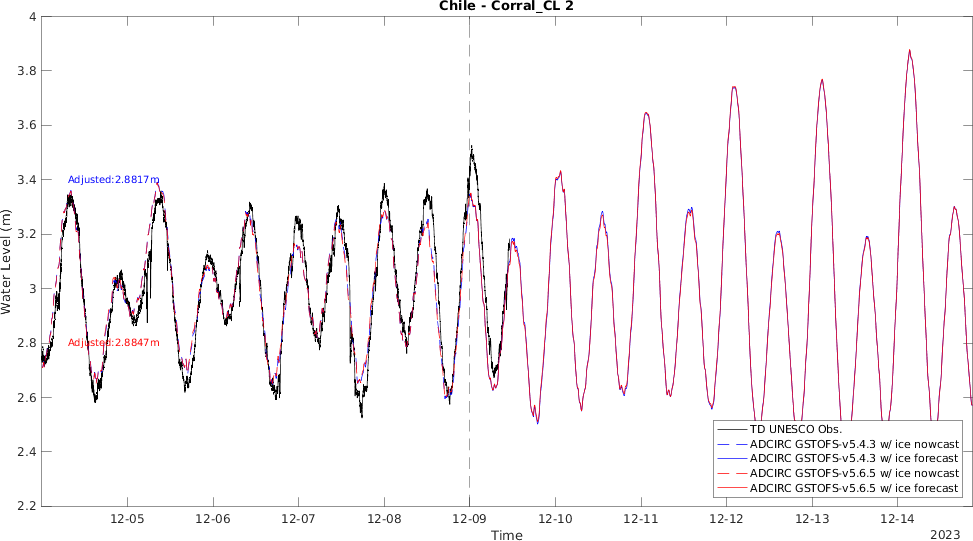 Chile - Corral_CL 2
4
3.8
3.6
3.4
3.2
3
2.8
2.6
2.4
2.2
Water Level (m)
Adjusted:2.8817m
Adjusted:2.8847m
TD UNESCO Obs.
ADCIRC GSTOFS-v5.4.3 w/ ice nowcast
ADCIRC GSTOFS-v5.4.3 w/ ice forecast
ADCIRC GSTOFS-v5.6.5 w/ ice nowcast
ADCIRC GSTOFS-v5.6.5 w/ ice forecast
12-05 12-06 12-07 12-08 12-09 12-10 12-11 12-12 12-13 12-14
Time
2023